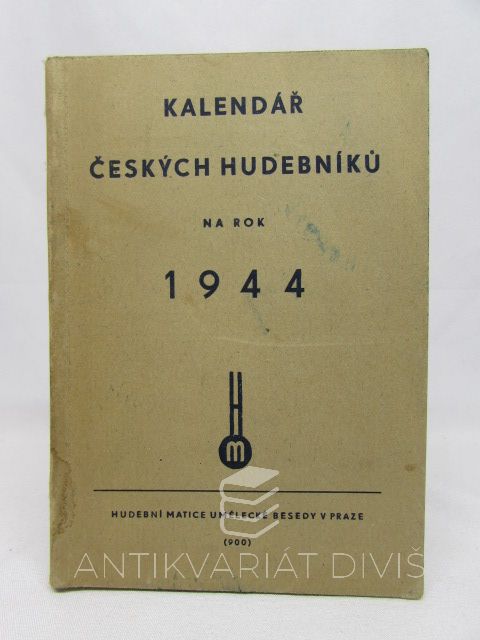 KALENDÁŘ
ČESKÝCH HUDEBNÍKŮ
NA ROK
1944
H
m
HUDEBNÍ MATICE UMĚLECKÉ BESEDY V PRAZE
(900)
ANTIKVARIÁT DIVIŠ